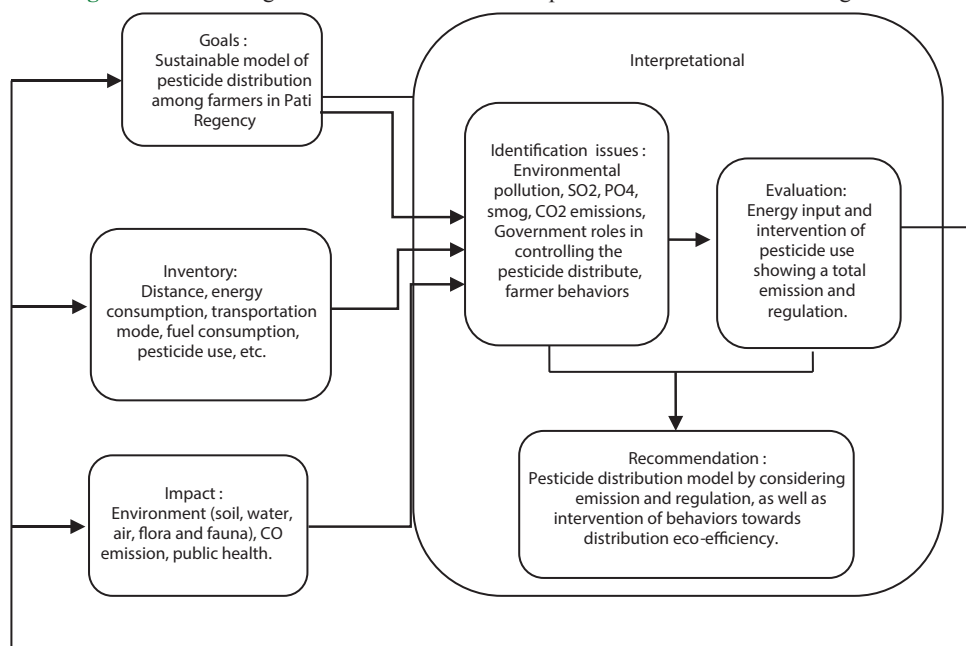 Goals :
Sustainable model of
pesticide distribution
among farmers in Pati
Regency
Inventory:
Distance, energy
consumption, transportation
mode, fuel consumption,
pesticide use, etc.
Impact :
Environment (soil, water,
air, flora and fauna), CO
emission, public health.
Interpretational
Identification issues :
Environmental
pollution, SO2, PO4,
smog, CO2 emissions,
Government roles in
controlling the
pesticide distribute,
farmer behaviors
Evaluation:
Energy input and
intervention of
pesticide use
showing a total
emission and
regulation.
Recommendation :
Pesticide distribution model by considering
emission and regulation, as well as
intervention of behaviors towards
distribution eco-efficiency.